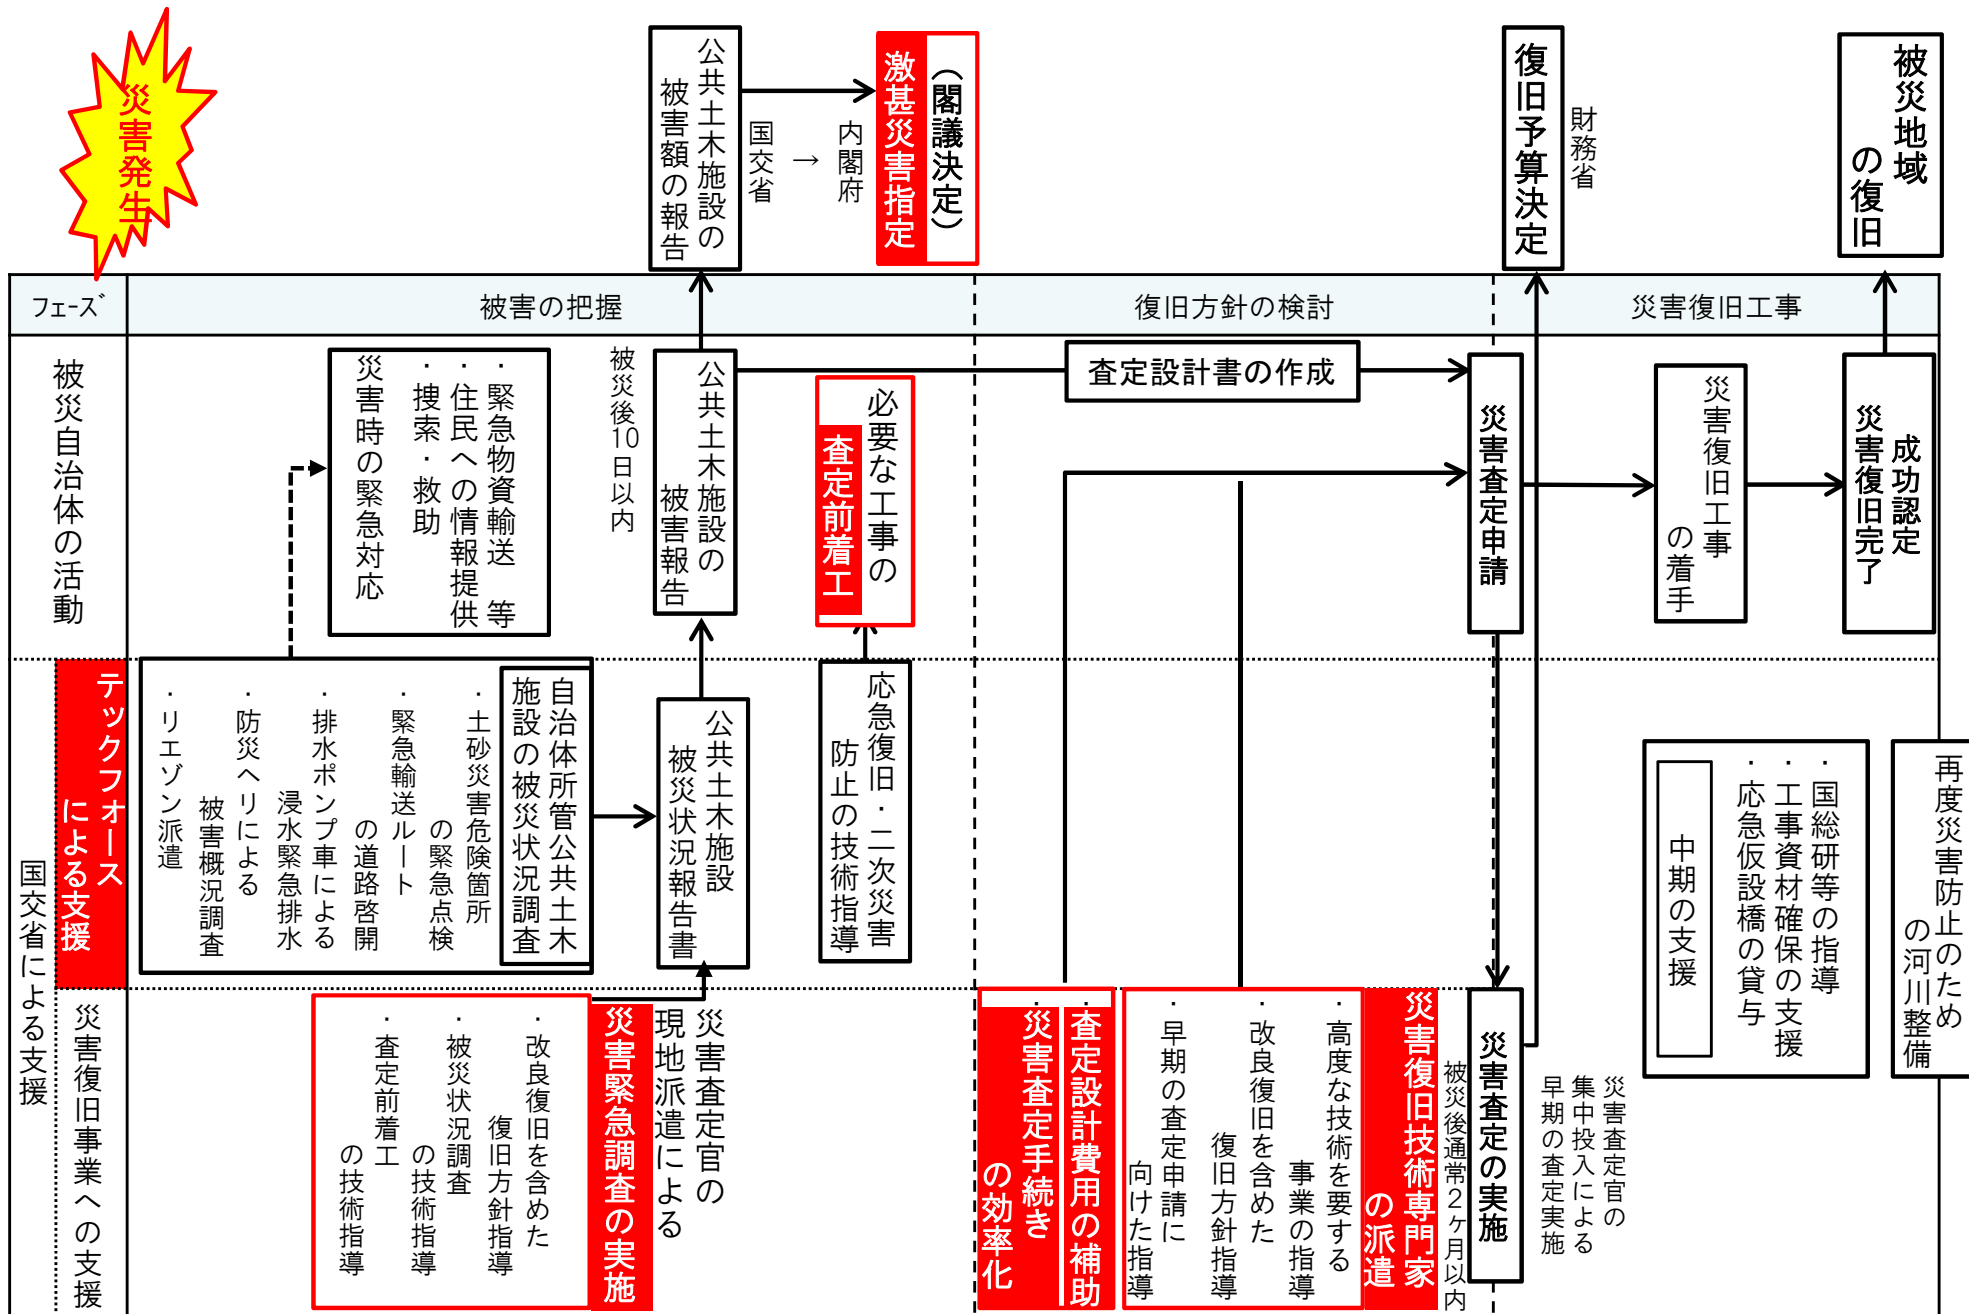 災害発生
公共土木施設の
被害額の報告
国交省
→
内閣府
激甚災害指定
（閣議決定）
復旧予算決定
財務省
被災地域
の復旧
フェーズ
被害の把握
復旧方針の検討
災害復旧工事
被災自治体の活動
・緊急物資輸送　等
・住民への情報提供
・捜索・救助
災害時の緊急対応
被災後10日以内
公共土木施設の
被害報告
必要な工事の
査定前着工
査定設計書の作成
災害査定申請
災害復旧工事
の着手
成功認定
災害復旧完了
国交省による支援
テックフォース
による支援
・リエゾン派遣
・防災ヘリによる
被害概況調査
・排水ポンプ車による
浸水緊急排水
・緊急輸送ルート
の道路啓開
・土砂災害危険箇所
の緊急点検
自治体所管公共土木
施設の被災状況調査
公共土木施設
被災状況報告書
応急復旧・二次災害
防止の技術指導
・国総研等の指導
・工事資材確保の支援
・応急仮設橋の貸与
中期の支援
再度災害防止のため
の河川整備
災害復旧事業への支援
・改良復旧を含めた
復旧方針指導
・被災状況調査
の技術指導
・査定前着工
の技術指導
災害緊急調査の実施
災害査定官の
現地派遣による
・査定設計費用の補助
・災害査定手続き
の効率化
・高度な技術を要する
事業の指導
・改良復旧を含めた
復旧方針指導
・早期の査定申請に
向けた指導
災害復旧技術専門家
の派遣
被災後通常2ヶ月以内
災害査定の実施
災害査定官の
集中投入による
早期の査定実施